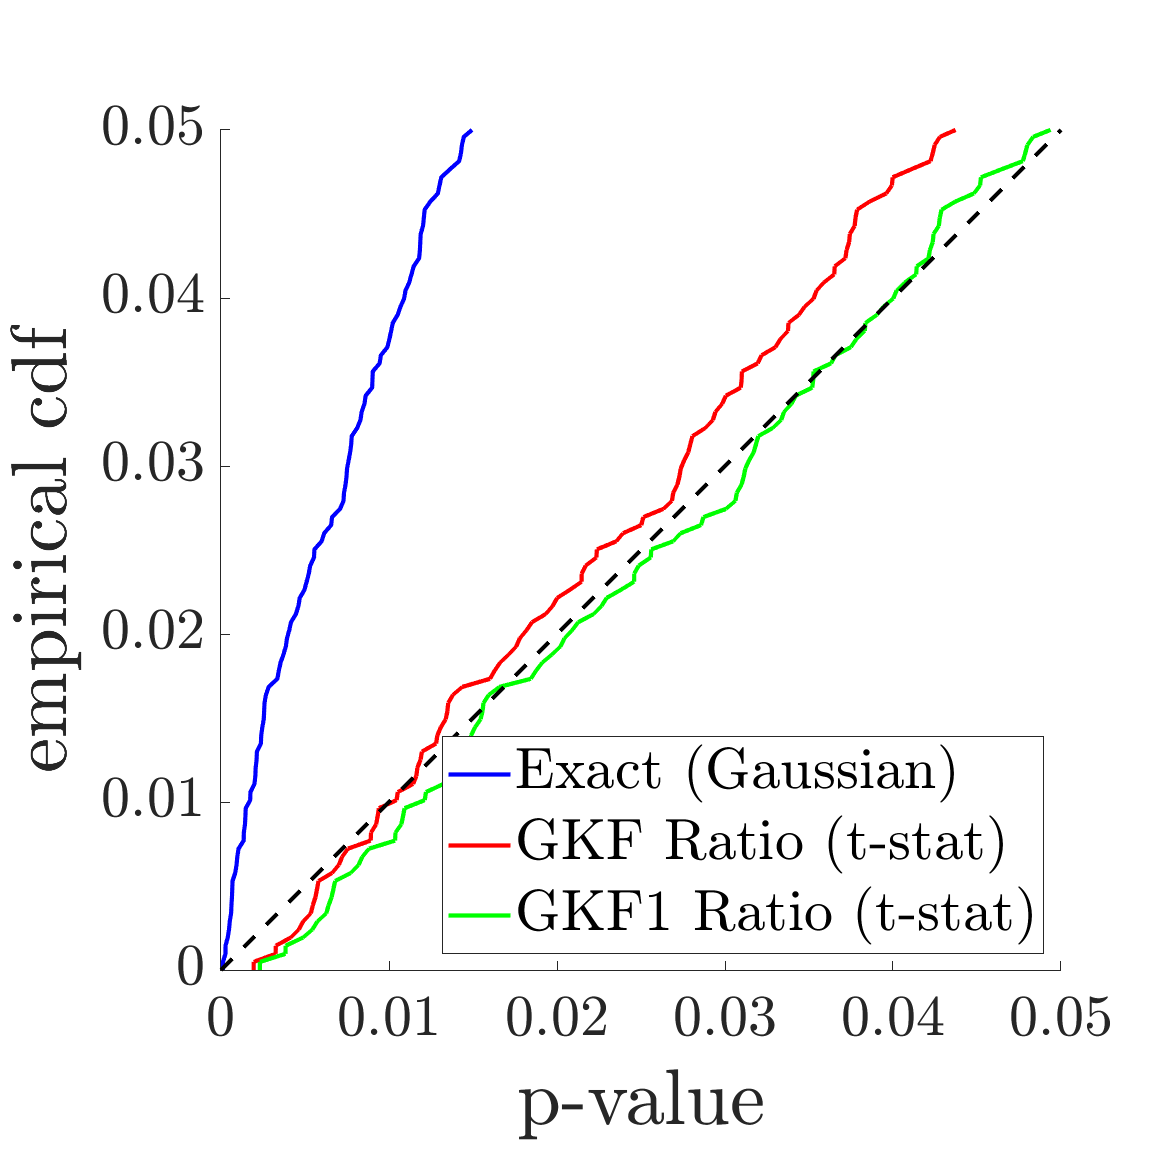 0.05
0.04
0.03
0.02
0.01
0
empirical cdf
Exact (Gaussian)
GKF Ratio (t-stat)
GKF1 Ratio (t-stat)
0 0.01 0.02 0.03 0.04 0.05
p-value